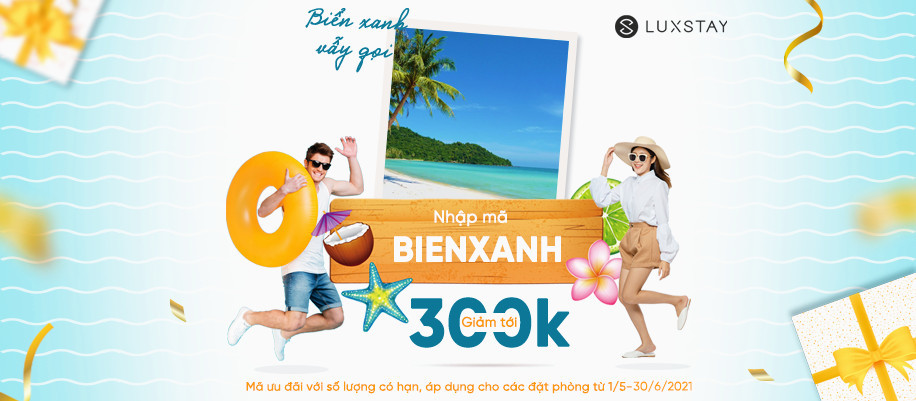 Biển xanh
vẫy gọi
LUXSTAY
Nhập mã
BIENXANH
300k
Giảm tới
Mã ưu đãi với số lượng có hạn, áp dụng cho các đặt phòng từ 1/5-30/6/2021